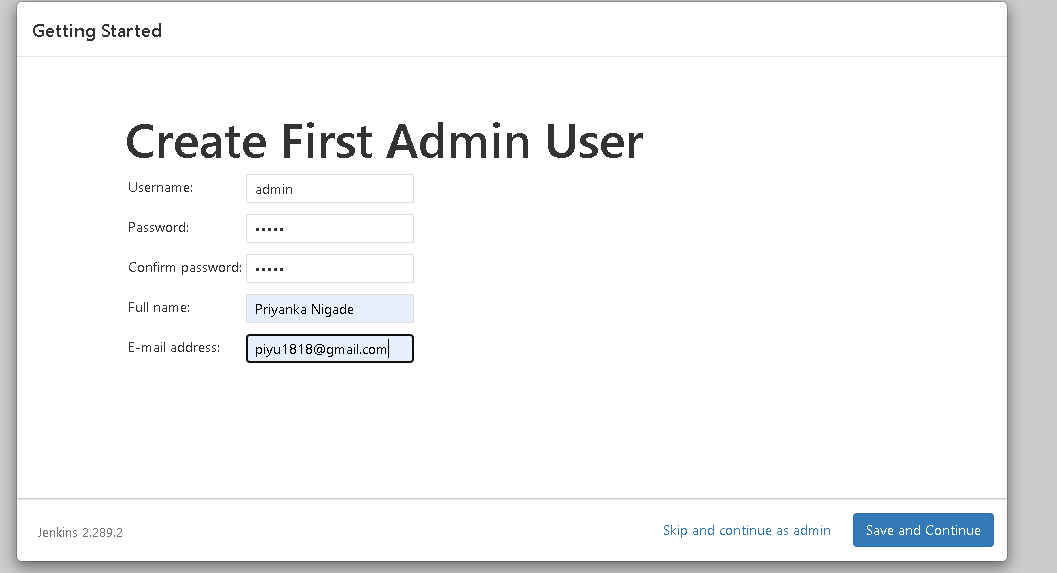 Getting Started
Create First Admin User
Username: admin
Password: •••••
Confirm password: •••••
Full name: Priyanka Nigade
E-mail address: piyu1818@gmail.com
Jenkins 2.289.2 Skip and continue as admin Save and Continue